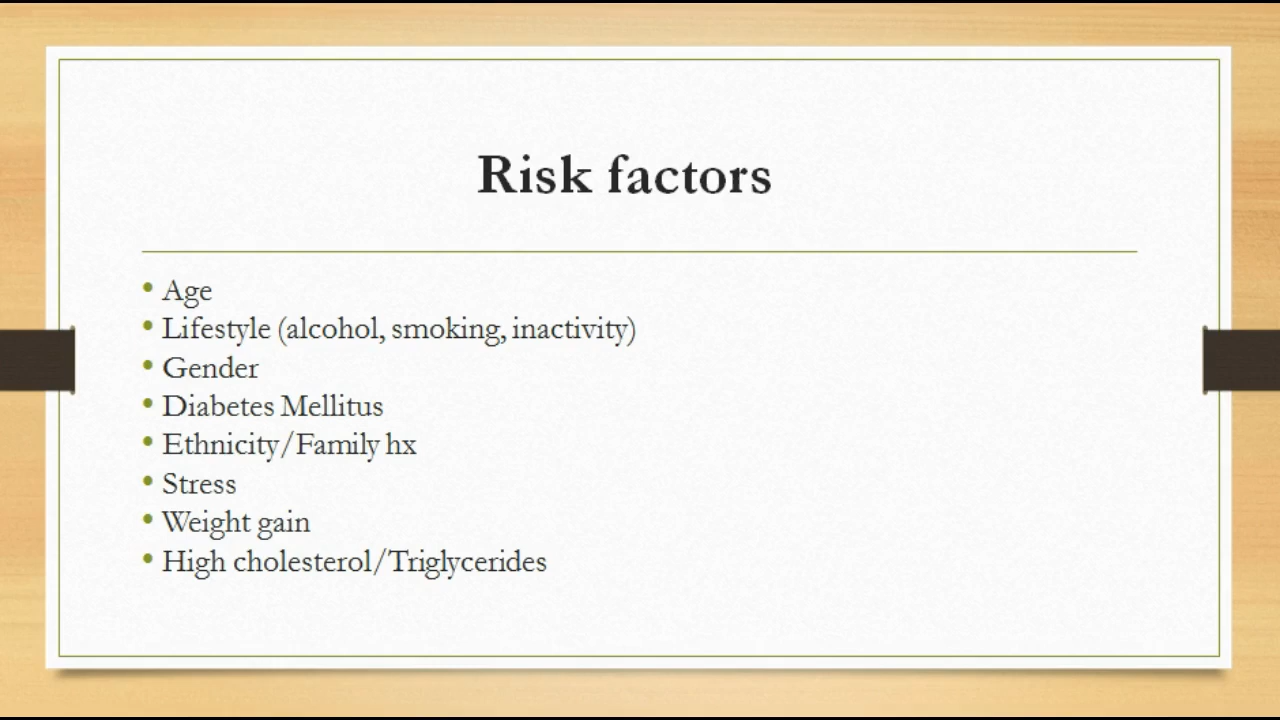 Risk factors
• Age
• Lifestyle (alcohol, smoking, inactivity)
• Gender
• Diabetes Mellitus
• Ethnicity/Family hx
• Stress
• Weight gain
• High cholesterol/Triglycerides